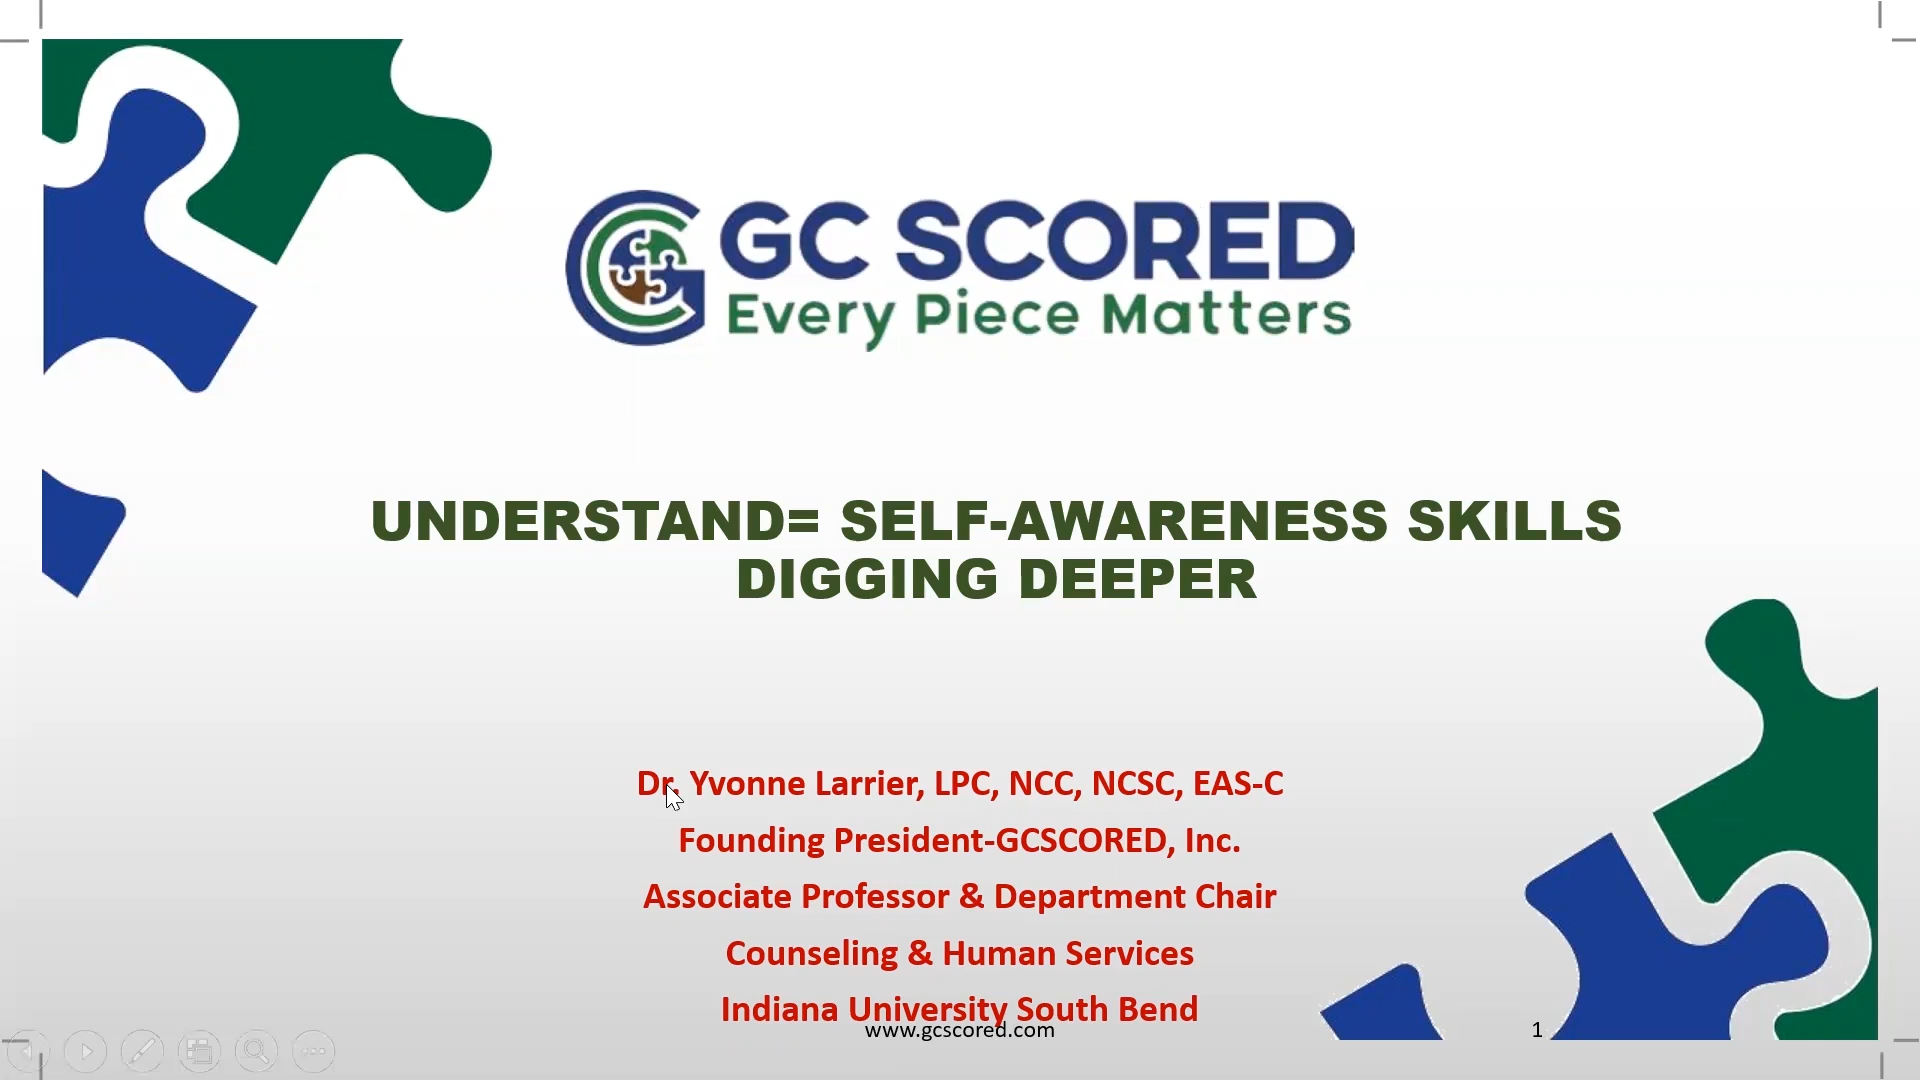 GC SCORED
Every Piece Matters
UNDERSTAND= SELF-AWARENESS SKILLS
DIGGING DEEPER
Dr. Yvonne Larrier, LPC, NCC, NCSC, EAS-C
Founding President-GCSCORED, Inc.
Associate Professor & Department Chair
Counseling & Human Services
Indiana University South Bend
www.gcscored.com
1